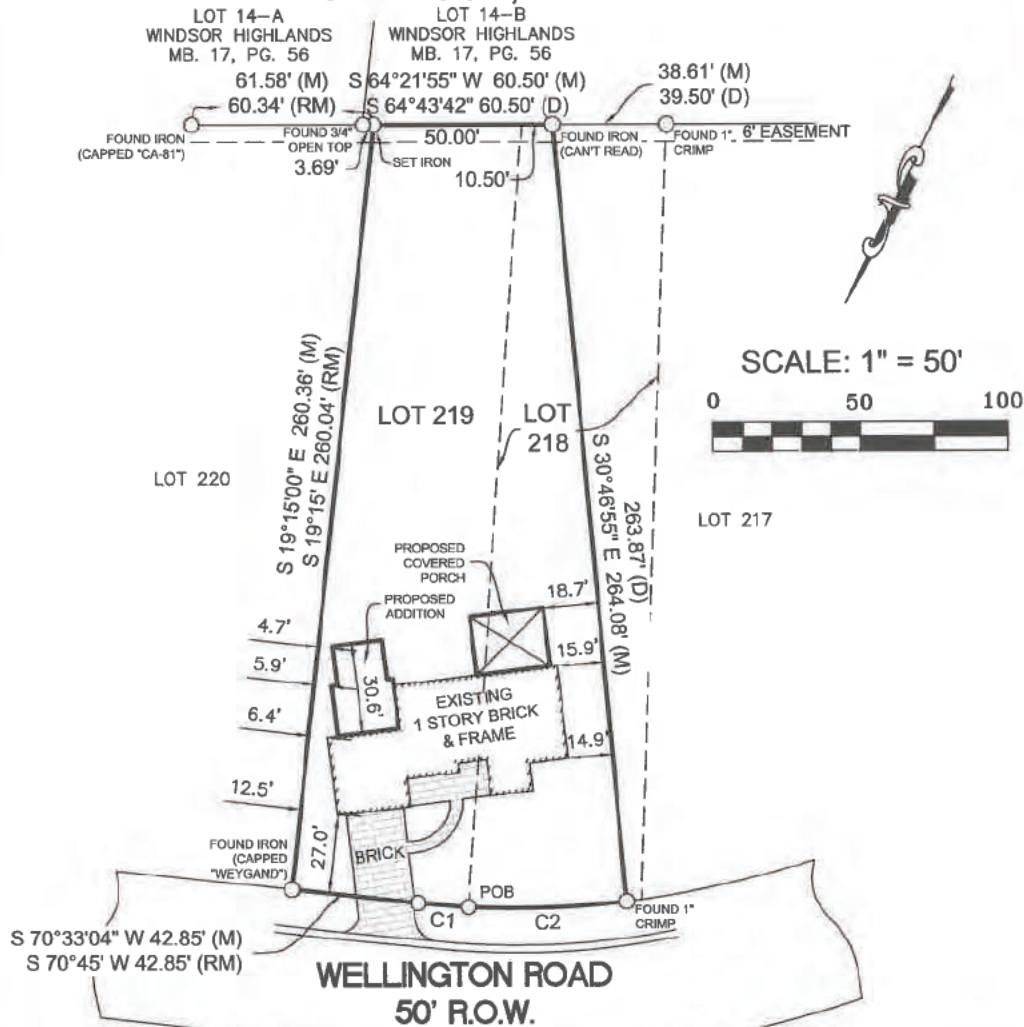 LOT 14-A
WINDSOR HIGHLANDS
MB. 17, PG. 56
LOT 14-B
WINDSOR HIGHLANDS
MB. 17, PG. 56
61.58' (M)
60.34' (RM)
S 64°21'55" W 60.50' (M)
S 64°43'42" 60.50' (D)
38.61' (M)
39.50' (D)
FOUND IRON
(CAPPED "CA-81")
FOUND 3/4"
OPEN TOP
3.69'
SET IRON
50.00'
10.50'
FOUND IRON
(CAN'T READ)
FOUND 1"
CRIMP
6' EASEMENT
SCALE: 1" = 50'
0 50 100
S 19°15'00" E 260.36' (M)
S 19°15' E 260.04' (RM)
LOT 219
LOT
218
LOT 220
LOT 217
263.87' (D)
S 30°46'55" E 264.08' (M)
PROPOSED
COVERED
PORCH
PROPOSED
ADDITION
18.7'
4.7'
15.9'
5.9'
30.6'
EXISTING
1 STORY BRICK
& FRAME
6.4'
14.9'
12.5'
27.0'
FOUND IRON
(CAPPED
"WEYGAND")
BRICK
POB
C1
C2
FOUND 1"
CRIMP
S 70°33'04" W 42.85' (M)
S 70°45' W 42.85' (RM)
WELLINGTON ROAD
50' R.O.W.